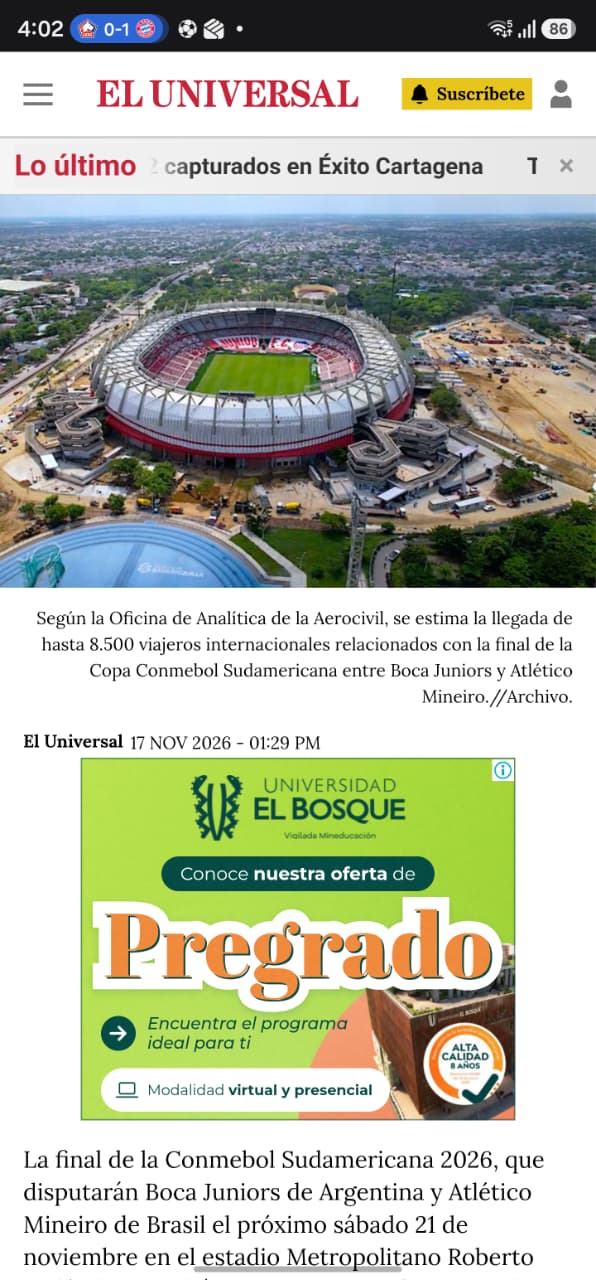 4:02 0-1 86
EL UNIVERSAL Suscríbete
Lo último 2 capturados en Éxito Cartagena T ×
JUNIOR F.C.
Según la Oficina de Analítica de la Aerocivil, se estima la llegada de
hasta 8.500 viajeros internacionales relacionados con la final de la
Copa Conmebol Sudamericana entre Boca Juniors y Atlético
Mineiro.//Archivo.
El Universal 17 NOV 2026 - 01:29 PM
UNIVERSIDAD
EL BOSQUE
Vigilada Mineducación
Conoce nuestra oferta de
Pregrado
Encuentra el programa
ideal para ti
Modalidad virtual y presencial
EL BOSQUE
ALTA
CALIDAD
8 AÑOS
La final de la Conmebol Sudamericana 2026, que
disputarán Boca Juniors de Argentina y Atlético
Mineiro de Brasil el próximo sábado 21 de
noviembre en el estadio Metropolitano Roberto